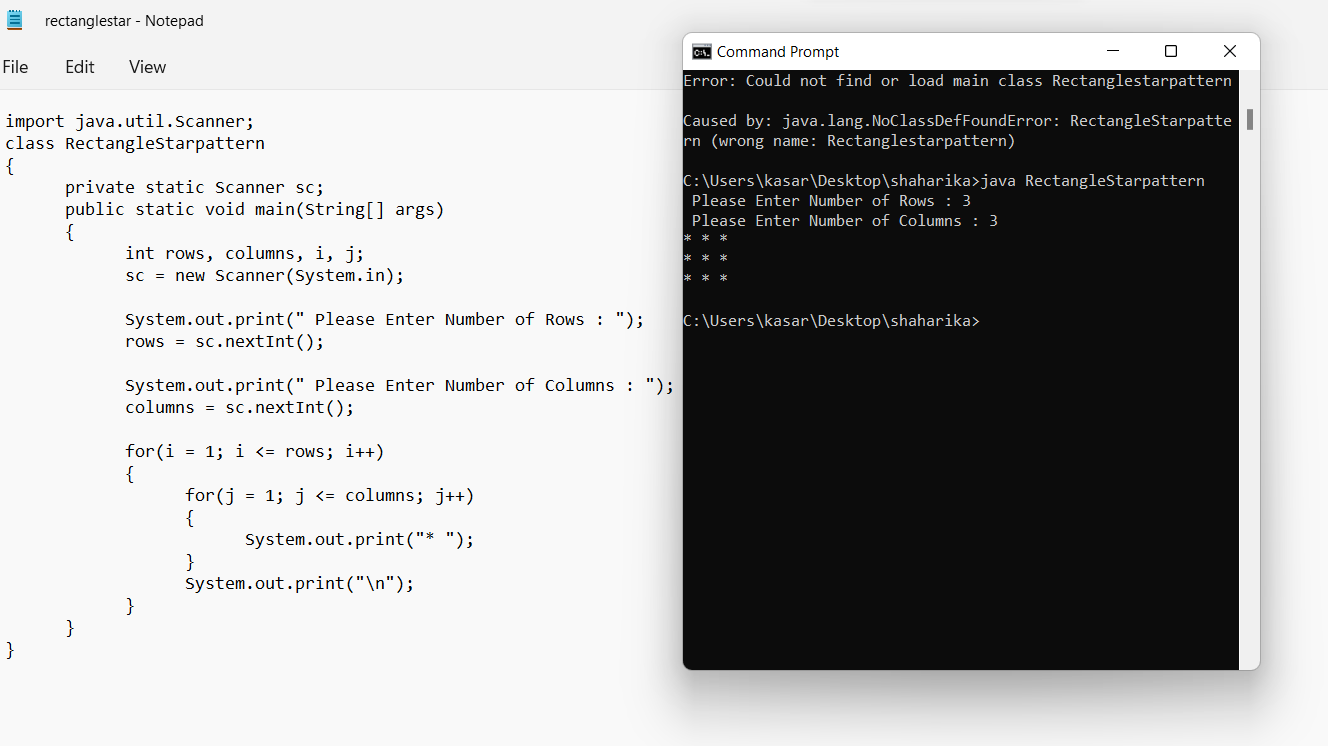 rectanglestar - Notepad
File Edit View
import java.util.Scanner;
class RectangleStarpattern
{
private static Scanner sc;
public static void main(String[] args)
{
int rows, columns, i, j;
sc = new Scanner(System.in);
System.out.print(" Please Enter Number of Rows : ");
rows = sc.nextInt();
System.out.print(" Please Enter Number of Columns : ");
columns = sc.nextInt();
for(i = 1; i <= rows; i++)
{
for(j = 1; j <= columns; j++)
{
System.out.print("* ");
}
System.out.print("\n");
}
}
}
C:\. Command Prompt
Error: Could not find or load main class Rectanglestarpattern
Caused by: java.lang.NoClassDefFoundError: RectangleStarpatte
rn (wrong name: Rectanglestarpattern)
C:\Users\kasar\Desktop\shaharika>java RectangleStarpattern
Please Enter Number of Rows : 3
Please Enter Number of Columns : 3
* * *
* * *
* * *
C:\Users\kasar\Desktop\shaharika>